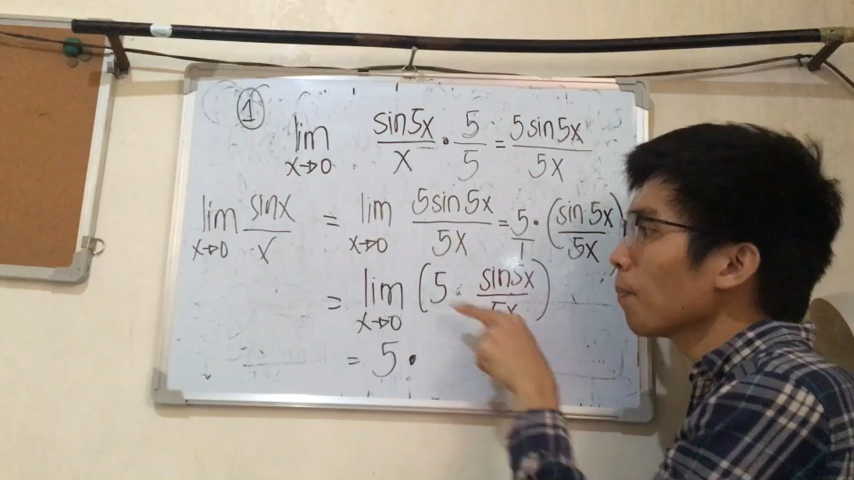 1
lim x→0 sin5x/x · 5/5 = 5sin5x/5x
lim x→0 sinx/x = lim x→0 5sin5x/5x = 5/1 · (sin5x/5x)
= lim x→0 (5 · sin5x/5x)
= 5 ·